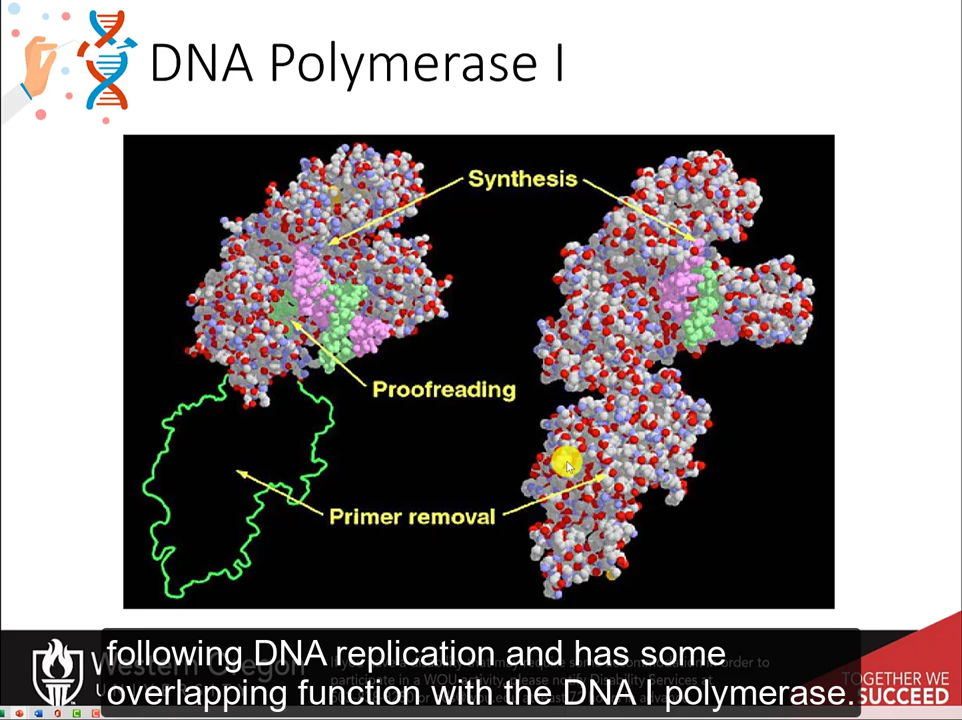 DNA Polymerase I
Synthesis
Proofreading
Primer removal
following DNA replication and has some
overlapping function with the DNA polymerase.
TOGETHER WE
SUCCEED